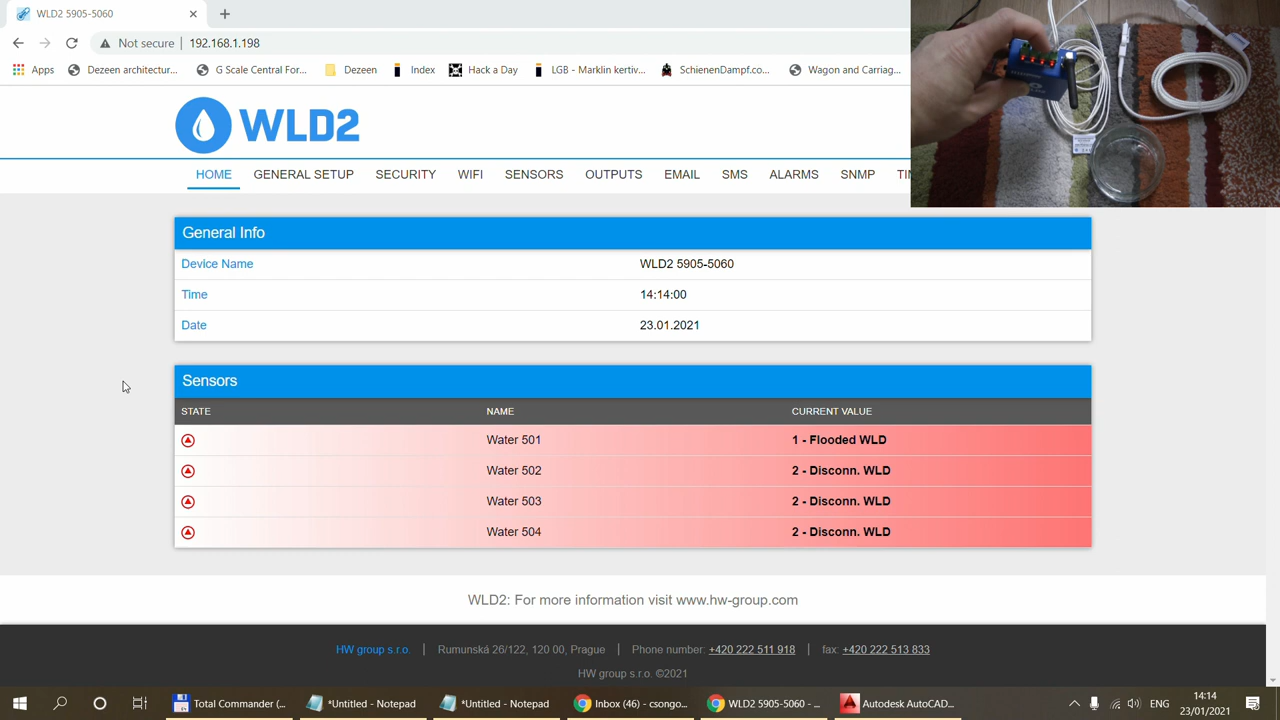 WLD2 5905-5060
Not secure | 192.168.1.198
Apps Dezeen architectur... G Scale Central For... Dezeen Index Hack a Day LGB - Marklin kertiv... SchienenDampf.co... Wagon and Carriag...
WLD2
HOME GENERAL SETUP SECURITY WIFI SENSORS OUTPUTS EMAIL SMS ALARMS SNMP TI
General Info
Device Name WLD2 5905-5060
Time 14:14:00
Date 23.01.2021
Sensors
STATE NAME CURRENT VALUE
Water 501 1 - Flooded WLD
Water 502 2 - Disconn. WLD
Water 503 2 - Disconn. WLD
Water 504 2 - Disconn. WLD
WLD2: For more information visit www.hw-group.com
HW group s.r.o. | Rumunská 26/122, 120 00, Prague | Phone number: +420 222 511 918 | fax: +420 222 513 833
HW group s.r.o. ©2021
Total Commander (... *Untitled - Notepad *Untitled - Notepad Inbox (46) - csongo... WLD2 5905-5060 - ... Autodesk AutoCAD... ENG 14:14
23/01/2021